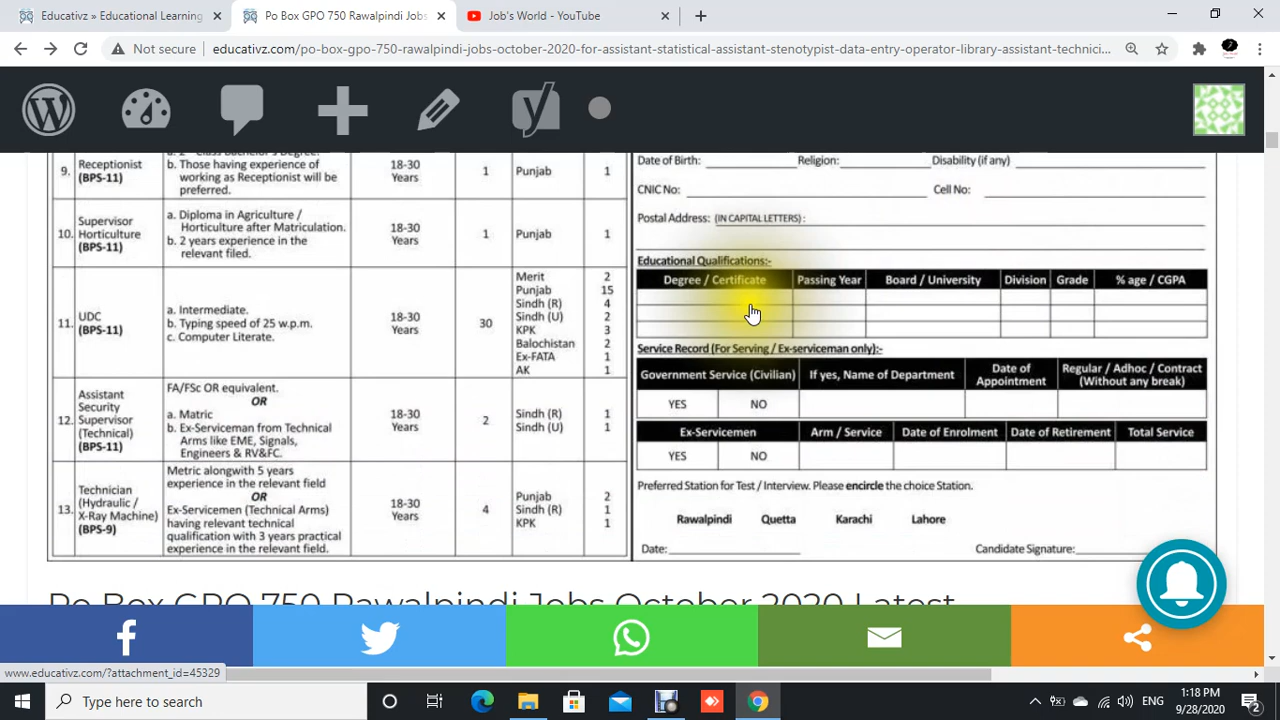 Educativz » Educational Learning
Po Box GPO 750 Rawalpindi Jobs
Job's World - YouTube
Not secure
educativz.com/po-box-gpo-750-rawalpindi-jobs-october-2020-for-assistant-statistical-assistant-stenotypist-data-entry-operator-library-assistant-technici...
9. Receptionist (BPS-11)
b. Those having experience of working as Receptionist will be preferred.
18-30 Years
1
Punjab 1
10. Supervisor Horticulture (BPS-11)
a. Diploma in Agriculture / Horticulture after Matriculation.
b. 2 years experience in the relevant filed.
18-30 Years
1
Punjab 1
11. UDC (BPS-11)
a. Intermediate.
b. Typing speed of 25 w.p.m.
c. Computer Literate.
18-30 Years
30
Merit 2
Punjab 15
Sindh (R) 4
Sindh (U) 2
KPK 3
Balochistan 2
Ex-FATA 1
AK 1
12. Assistant Security Supervisor (Technical) (BPS-11)
FA/FSc OR equivalent.
OR
a. Matric
b. Ex-Serviceman from Technical Arms like EME, Signals, Engineers & RV&FC.
18-30 Years
2
Sindh (R) 1
Sindh (U) 1
13. Technician (Hydraulic / X-Ray Machine) (BPS-9)
Metric alongwith 5 years experience in the relevant field
OR
Ex-Servicemen (Technical Arms) having relevant technical qualification with 3 years practical experience in the relevant field.
18-30 Years
4
Punjab 2
Sindh (R) 1
KPK 1
Date of Birth: Religion: Disability (if any)
CNIC No: Cell No:
Postal Address: (IN CAPITAL LETTERS) :
Educational Qualifications:-
Degree / Certificate Passing Year Board / University Division Grade % age / CGPA
Service Record (For Serving / Ex-serviceman only):-
Government Service (Civilian) If yes, Name of Department Date of Appointment Regular / Adhoc / Contract (Without any break)
YES NO
Ex-Servicemen Arm / Service Date of Enrolment Date of Retirement Total Service
YES NO
Preferred Station for Test / Interview. Please encircle the choice Station.
Rawalpindi Quetta Karachi Lahore
Date: Candidate Signature:
Po Box GPO 750 Rawalpindi Jobs October 2020 Latest
www.educativz.com/?attachment_id=45329
Type here to search
ENG
1:18 PM
9/28/2020
2